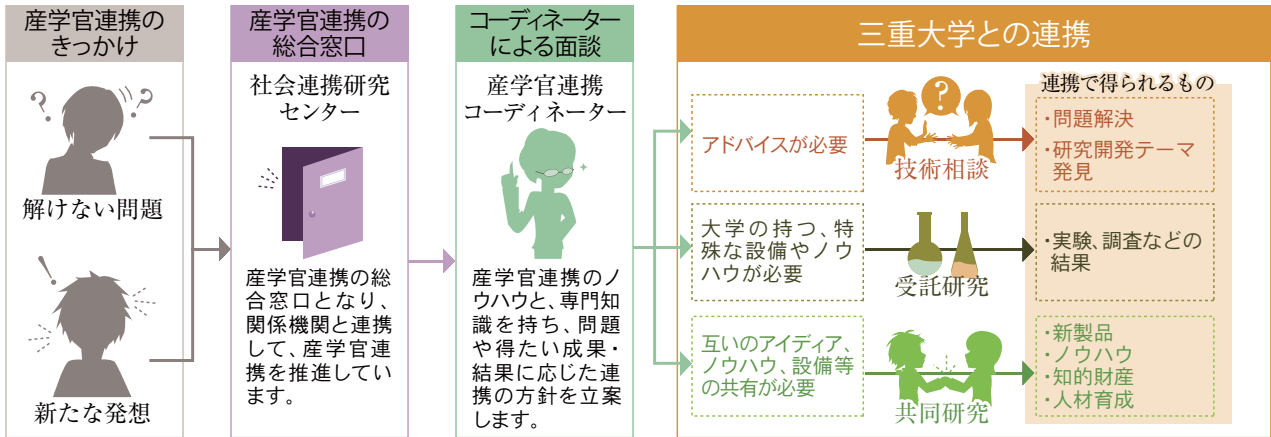 産学官連携の
きっかけ
?
?
解けない問題
!
新たな発想
産学官連携の
総合窓口
社会連携研究
センター
産学官連携の総
合窓口となり、
関係機関と連携
して、産学官連
携を推進してい
ます。
コーディネーター
による面談
産学官連携
コーディネーター
産学官連携のノ
ウハウと、専門知
識を持ち、問題
や得たい成果・
結果に応じた連
携の方針を立案
します。
三重大学との連携
連携で得られるもの
アドバイスが必要
?
技術相談
・問題解決
・研究開発テーマ
発見
大学の持つ、特
殊な設備やノウ
ハウが必要
受託研究
・実験、調査などの
結果
互いのアイディア、
ノウハウ、設備等
の共有が必要
共同研究
・新製品
・ノウハウ
・知的財産
・人材育成